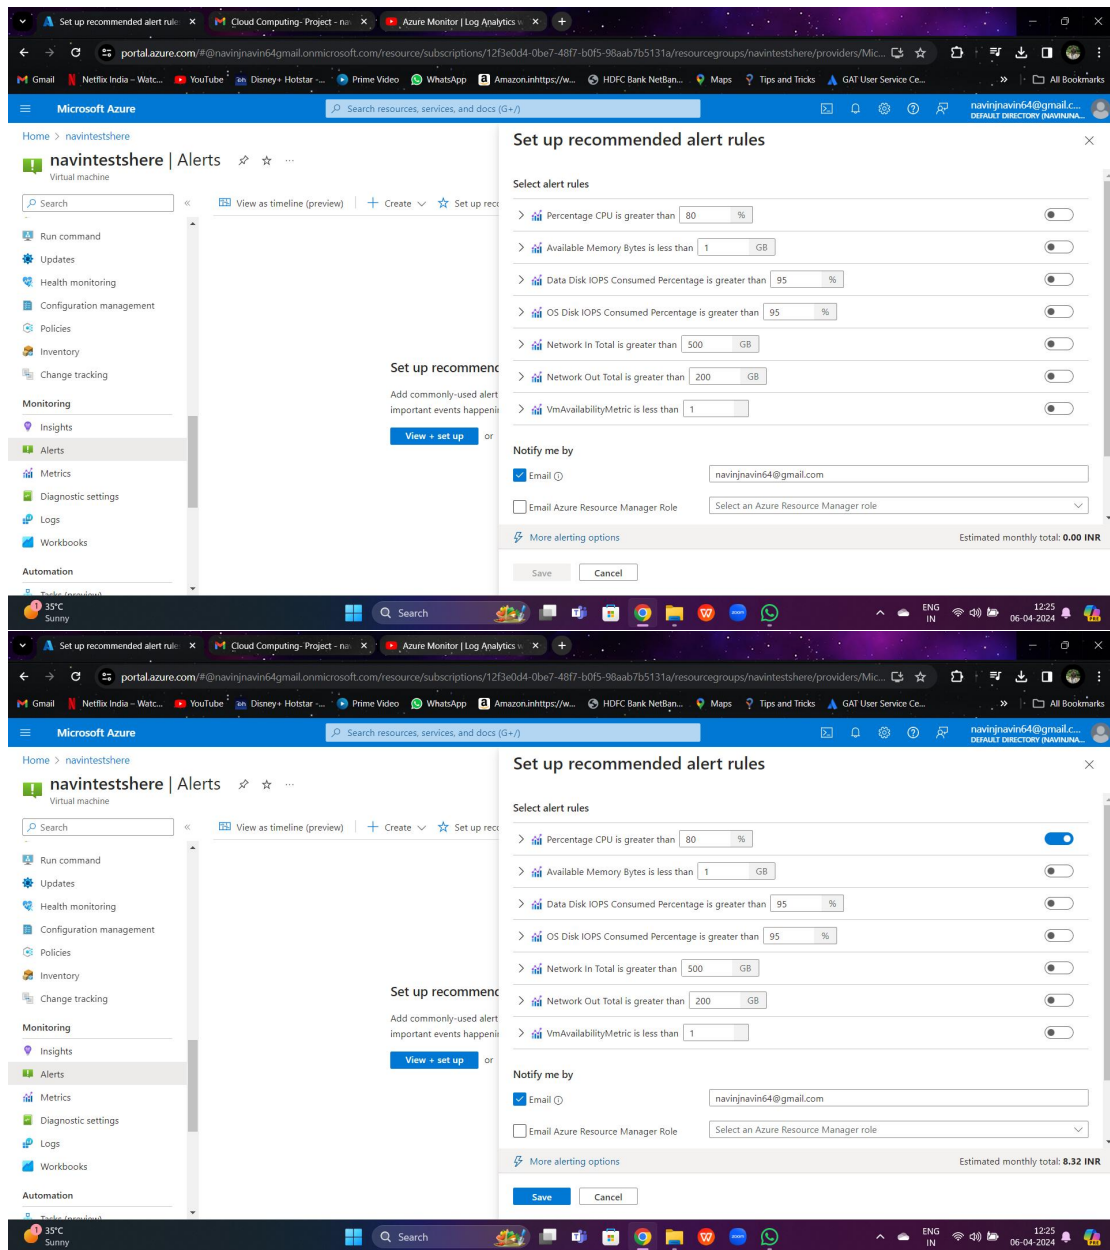 Set up recommended alert rule
Cloud Computing- Project - na
Azure Monitor | Log Analytics w
portal.azure.com/#@navinjnavin64gmail.onmicrosoft.com/resource/subscriptions/12f3e0d4-0be7-48f7-b0f5-98aab7b5131a/resourcegroups/navintestshere/providers/Mic...
Gmail Netflix India – Watc... YouTube Disney+ Hotstar -... Prime Video WhatsApp Amazon.inhttps://w... HDFC Bank NetBan... Maps Tips and Tricks GAT User Service Ce... » All Bookmarks
Microsoft Azure
Search resources, services, and docs (G+/)
navinjnavin64@gmail.c...
DEFAULT DIRECTORY (NAVINJNA...
Home > navintestshere
navintestshere | Alerts
Virtual machine
Search
Run command
Updates
Health monitoring
Configuration management
Policies
Inventory
Change tracking
Monitoring
Insights
Alerts
Metrics
Diagnostic settings
Logs
Workbooks
Automation
Tasks (preview)
View as timeline (preview) Create Set up reco
Set up recommend
Add commonly-used alert
important events happeni
View + set up or
Set up recommended alert rules
Select alert rules
Percentage CPU is greater than 80 %
Available Memory Bytes is less than 1 GB
Data Disk IOPS Consumed Percentage is greater than 95 %
OS Disk IOPS Consumed Percentage is greater than 95 %
Network In Total is greater than 500 GB
Network Out Total is greater than 200 GB
VmAvailabilityMetric is less than 1
Notify me by
Email navinjnavin64@gmail.com
Email Azure Resource Manager Role Select an Azure Resource Manager role
More alerting options Estimated monthly total: 0.00 INR
Save Cancel
1
35°C
Sunny
Search
ENG
IN
12:25
06-04-2024
Set up recommended alert rule
Cloud Computing- Project - na
Azure Monitor | Log Analytics w
portal.azure.com/#@navinjnavin64gmail.onmicrosoft.com/resource/subscriptions/12f3e0d4-0be7-48f7-b0f5-98aab7b5131a/resourcegroups/navintestshere/providers/Mic...
Gmail Netflix India – Watc... YouTube Disney+ Hotstar -... Prime Video WhatsApp Amazon.inhttps://w... HDFC Bank NetBan... Maps Tips and Tricks GAT User Service Ce... » All Bookmarks
Microsoft Azure
Search resources, services, and docs (G+/)
navinjnavin64@gmail.c...
DEFAULT DIRECTORY (NAVINJNA...
Home > navintestshere
navintestshere | Alerts
Virtual machine
Search
Run command
Updates
Health monitoring
Configuration management
Policies
Inventory
Change tracking
Monitoring
Insights
Alerts
Metrics
Diagnostic settings
Logs
Workbooks
Automation
Tasks (preview)
View as timeline (preview) Create Set up reco
Set up recommend
Add commonly-used alert
important events happeni
View + set up or
Set up recommended alert rules
Select alert rules
Percentage CPU is greater than 80 %
Available Memory Bytes is less than 1 GB
Data Disk IOPS Consumed Percentage is greater than 95 %
OS Disk IOPS Consumed Percentage is greater than 95 %
Network In Total is greater than 500 GB
Network Out Total is greater than 200 GB
VmAvailabilityMetric is less than 1
Notify me by
Email navinjnavin64@gmail.com
Email Azure Resource Manager Role Select an Azure Resource Manager role
More alerting options Estimated monthly total: 8.32 INR
Save Cancel
1
35°C
Sunny
Search
ENG
IN
12:25
06-04-2024